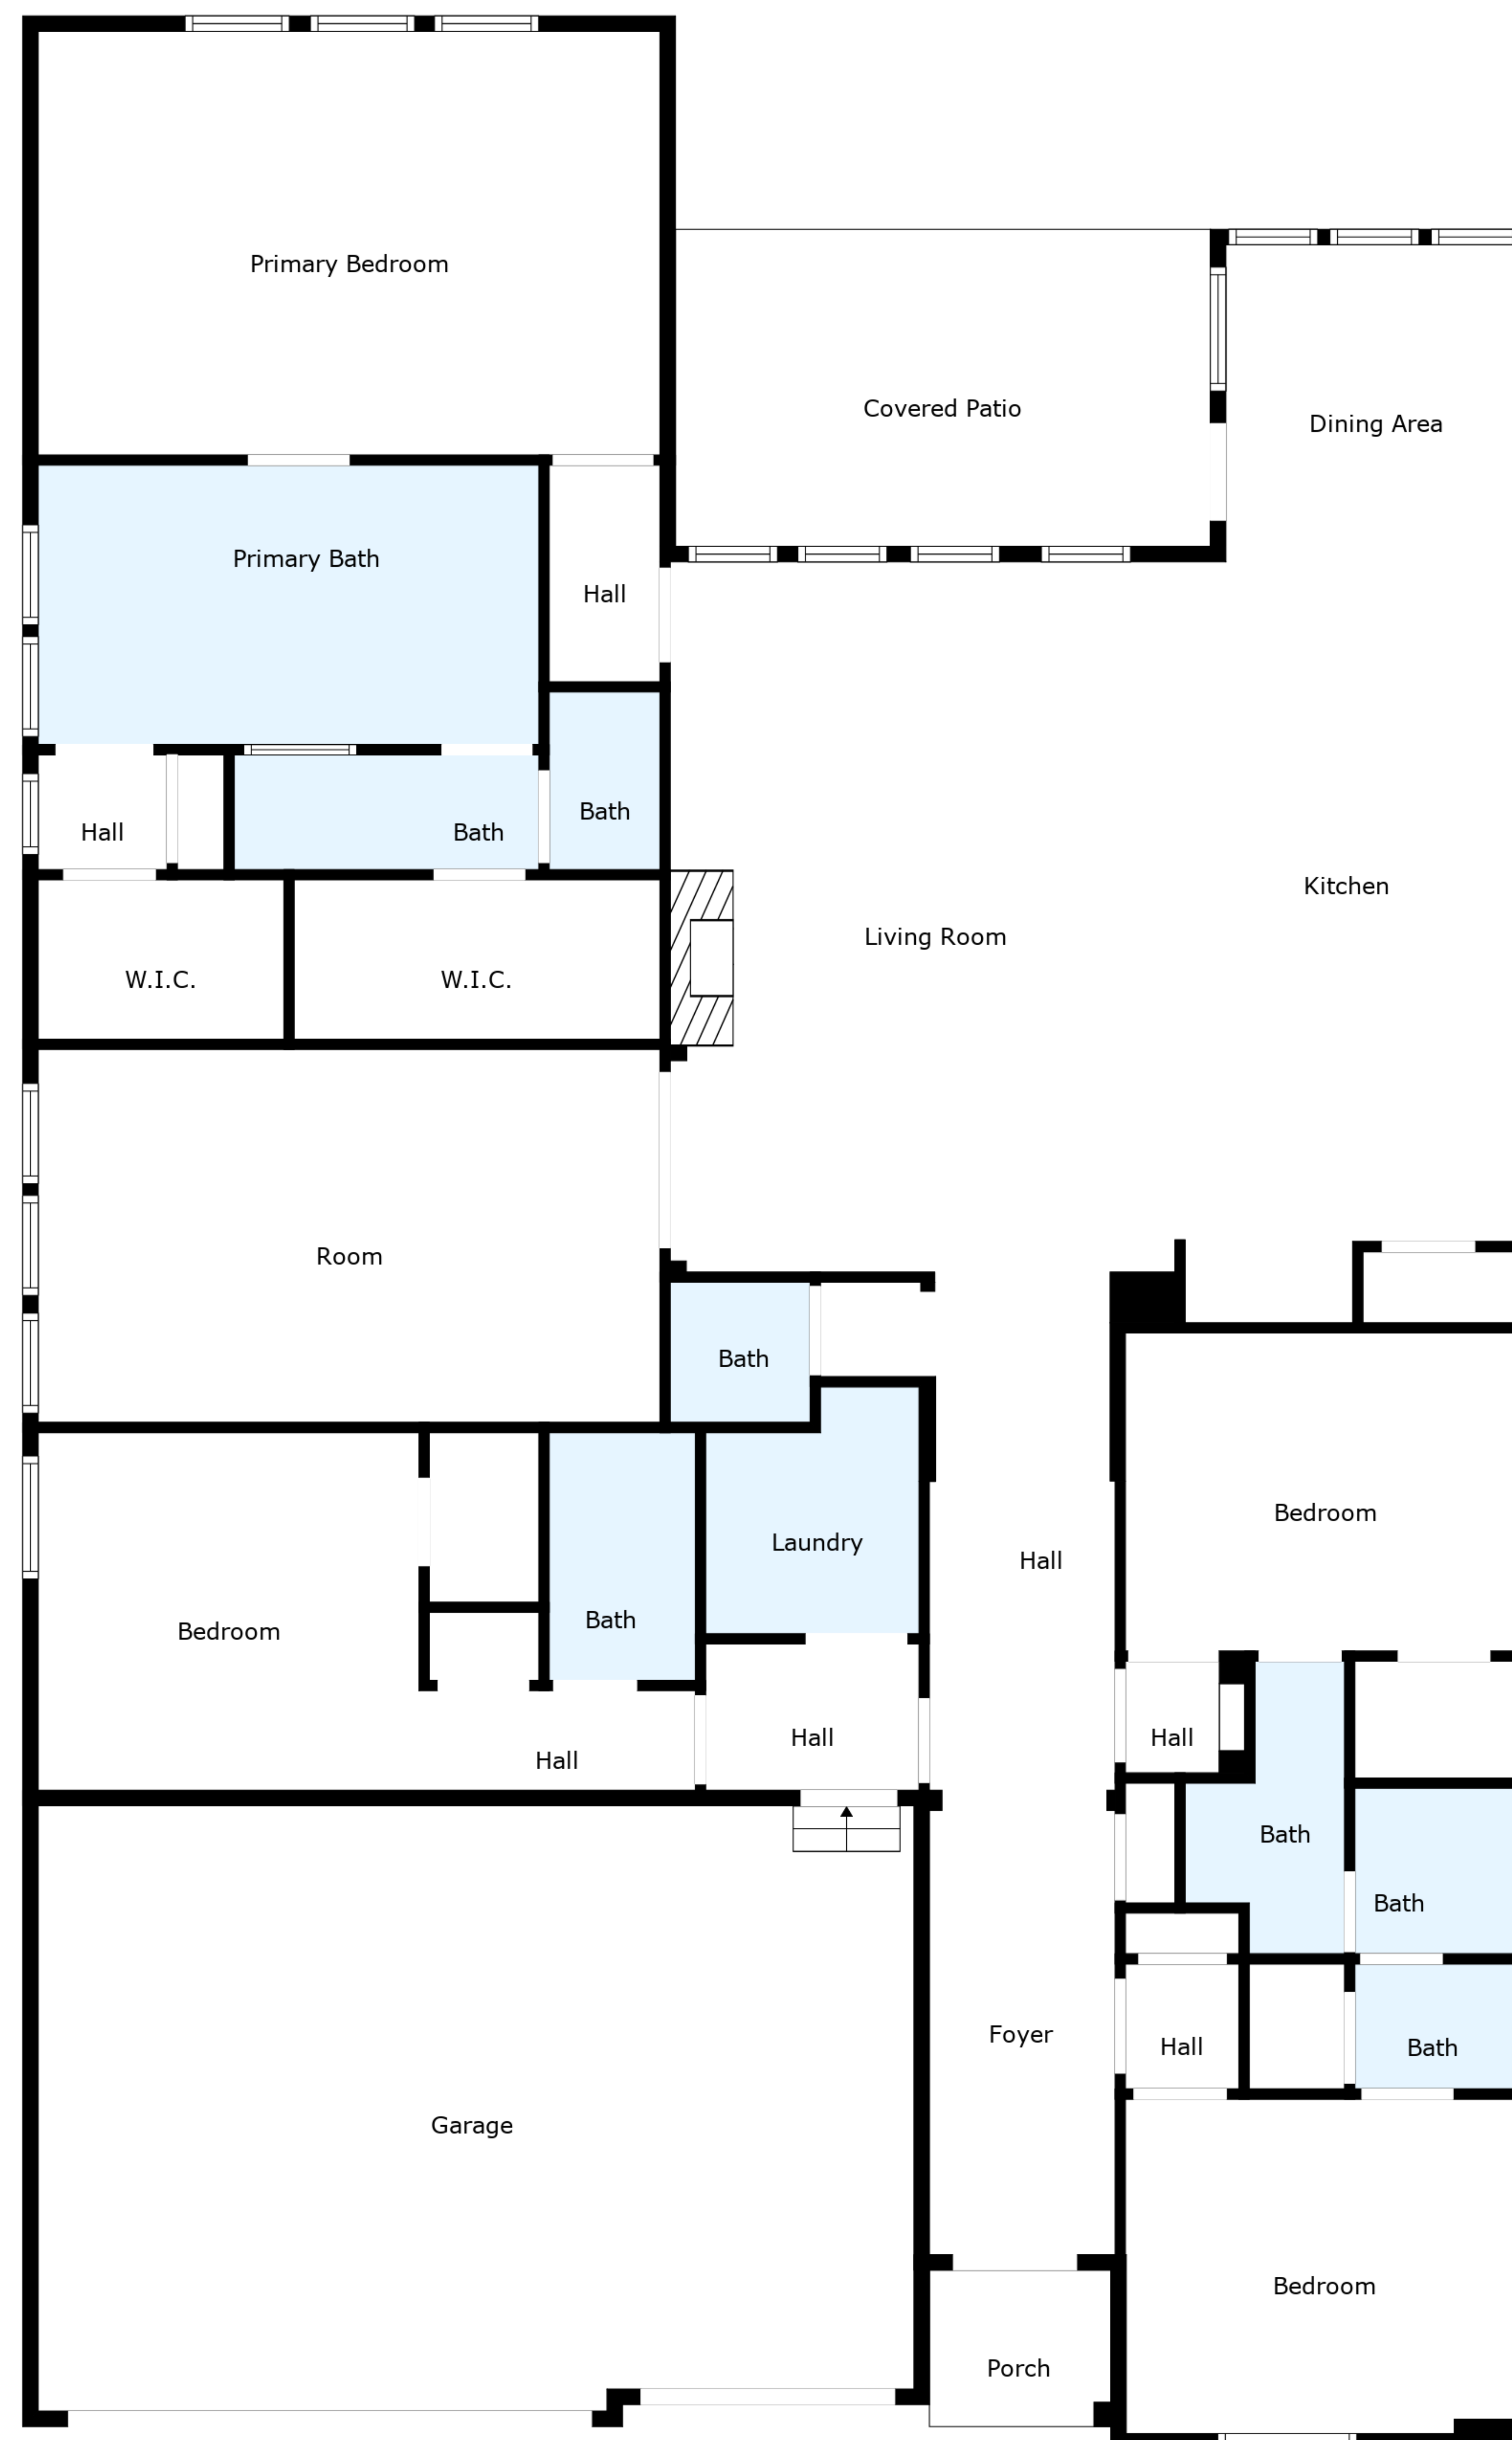 Primary Bedroom
Covered Patio
Dining Area
Primary Bath
Hall
Bath
Hall
Bath
Kitchen
Living Room
W.I.C.
W.I.C.
Room
Bath
Bedroom
Laundry
Hall
Bath
Bedroom
Hall
Hall
Hall
Bath
Bath
Foyer
Hall
Bath
Garage
Bedroom
Porch